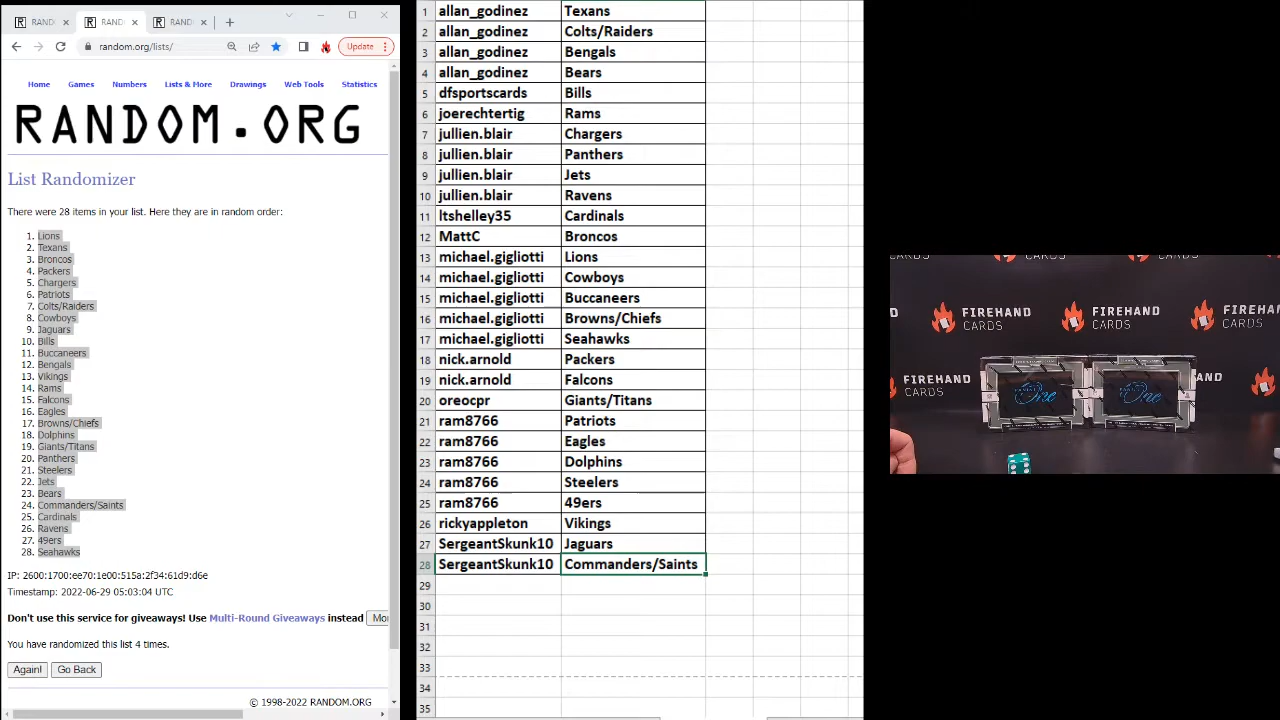 RANDO
RANDO
RAND
random.org/lists/
Update
Home Games Numbers Lists & More Drawings Web Tools Statistics
RANDOM.ORG
List Randomizer
There were 28 items in your list. Here they are in random order:
1. Lions
2. Texans
3. Broncos
4. Packers
5. Chargers
6. Patriots
7. Colts/Raiders
8. Cowboys
9. Jaguars
10. Bills
11. Buccaneers
12. Bengals
13. Vikings
14. Rams
15. Falcons
16. Eagles
17. Browns/Chiefs
18. Dolphins
19. Giants/Titans
20. Panthers
21. Steelers
22. Jets
23. Bears
24. Commanders/Saints
25. Cardinals
26. Ravens
27. 49ers
28. Seahawks
IP: 2600:1700:ee70:1e00:515a:2f34:61d9:d6e
Timestamp: 2022-06-29 05:03:04 UTC
Don't use this service for giveaways! Use Multi-Round Giveaways instead Mor
You have randomized this list 4 times.
Again! Go Back
© 1998-2022 RANDOM.ORG
1 allan_godinez Texans
2 allan_godinez Colts/Raiders
3 allan_godinez Bengals
4 allan_godinez Bears
5 dfsportscards Bills
6 joerechtertig Rams
7 jullien.blair Chargers
8 jullien.blair Panthers
9 jullien.blair Jets
10 jullien.blair Ravens
11 ltshelley35 Cardinals
12 MattC Broncos
13 michael.gigliotti Lions
14 michael.gigliotti Cowboys
15 michael.gigliotti Buccaneers
16 michael.gigliotti Browns/Chiefs
17 michael.gigliotti Seahawks
18 nick.arnold Packers
19 nick.arnold Falcons
20 oreocpr Giants/Titans
21 ram8766 Patriots
22 ram8766 Eagles
23 ram8766 Dolphins
24 ram8766 Steelers
25 ram8766 49ers
26 rickyappleton Vikings
27 SergeantSkunk10 Jaguars
28 SergeantSkunk10 Commanders/Saints
29
30
31
32
33
34
35
CARDS
CARDS
FIREHAND
CARDS
FIREHAND
CARDS
FIREHAND
CARDS
FIREHAND
CARDS
FIREHAND
CARDS
One
One